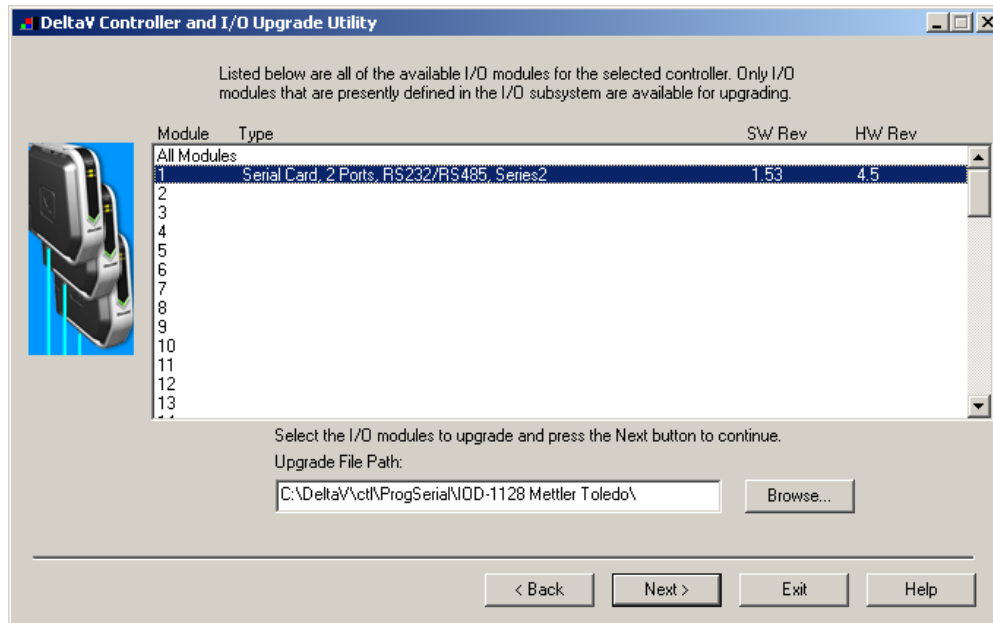 DeltaV Controller and I/O Upgrade Utility
Listed below are all of the available I/O modules for the selected controller. Only I/O
modules that are presently defined in the I/O subsystem are available for upgrading.
Module Type SW Rev HW Rev
All Modules
1 Serial Card, 2 Ports, RS232/RS485, Series2 1.53 4.5
2
3
4
5
6
7
8
9
10
11
12
13
Select the I/O modules to upgrade and press the Next button to continue.
Upgrade File Path:
C:\DeltaV\ctl\ProgSerial\IOD-1128 Mettler Toledo\
Browse...
< Back Next > Exit Help